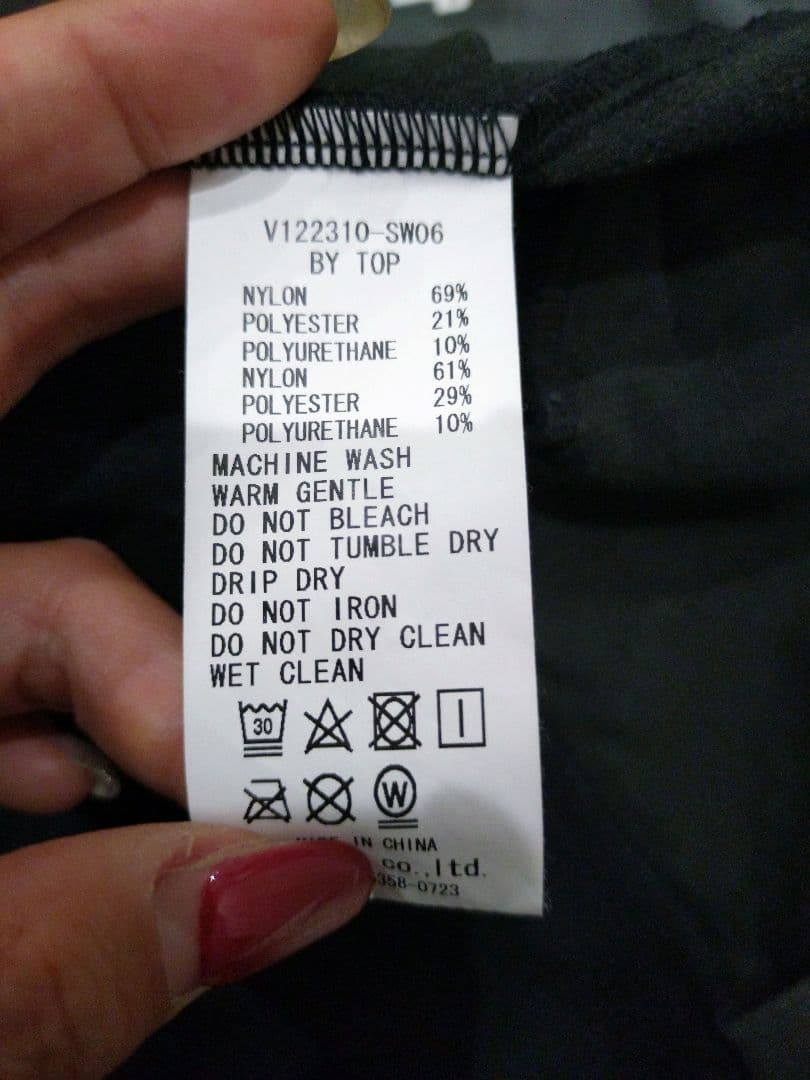 V122310-SW06
BY TOP
NYLON 69%
POLYESTER 21%
POLYURETHANE 10%
NYLON 61%
POLYESTER 29%
POLYURETHANE 10%
MACHINE WASH
WARM GENTLE
DO NOT BLEACH
DO NOT TUMBLE DRY
DRIP DRY
DO NOT IRON
DO NOT DRY CLEAN
WET CLEAN
30
W
IN CHINA
co.,ltd.
358-0723